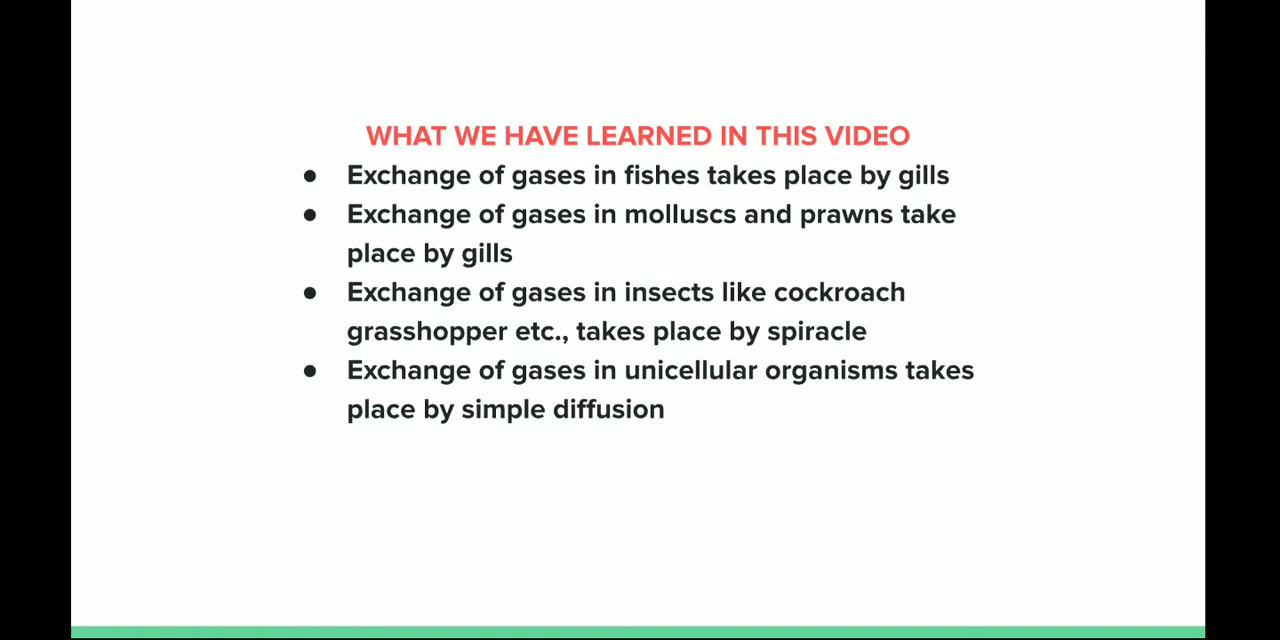 WHAT WE HAVE LEARNED IN THIS VIDEO
● Exchange of gases in fishes takes place by gills
● Exchange of gases in molluscs and prawns take
place by gills
● Exchange of gases in insects like cockroach
grasshopper etc., takes place by spiracle
● Exchange of gases in unicellular organisms takes
place by simple diffusion